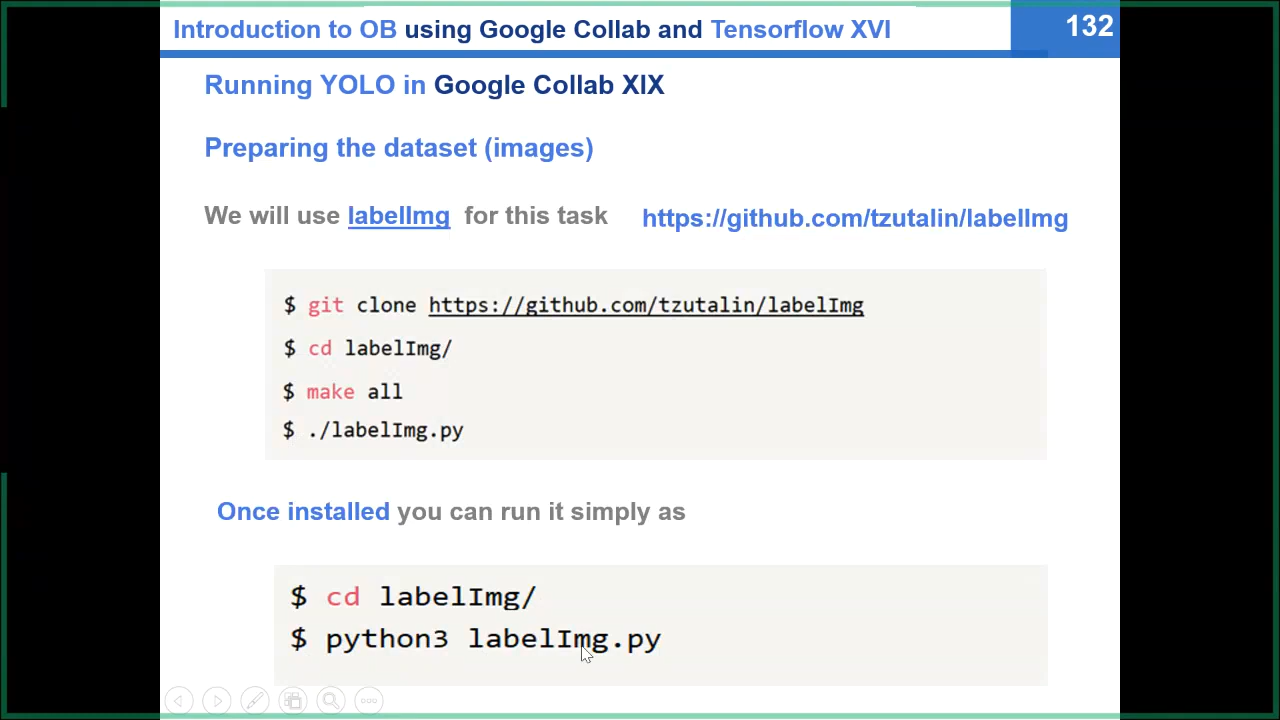 Introduction to OB using Google Collab and Tensorflow XVI
132
Running YOLO in Google Collab XIX
Preparing the dataset (images)
We will use labelImg for this task
https://github.com/tzutalin/labelImg
$ git clone https://github.com/tzutalin/labelImg
$ cd labelImg/
$ make all
$ ./labelImg.py
Once installed you can run it simply as
$ cd labelImg/
$ python3 labelImg.py